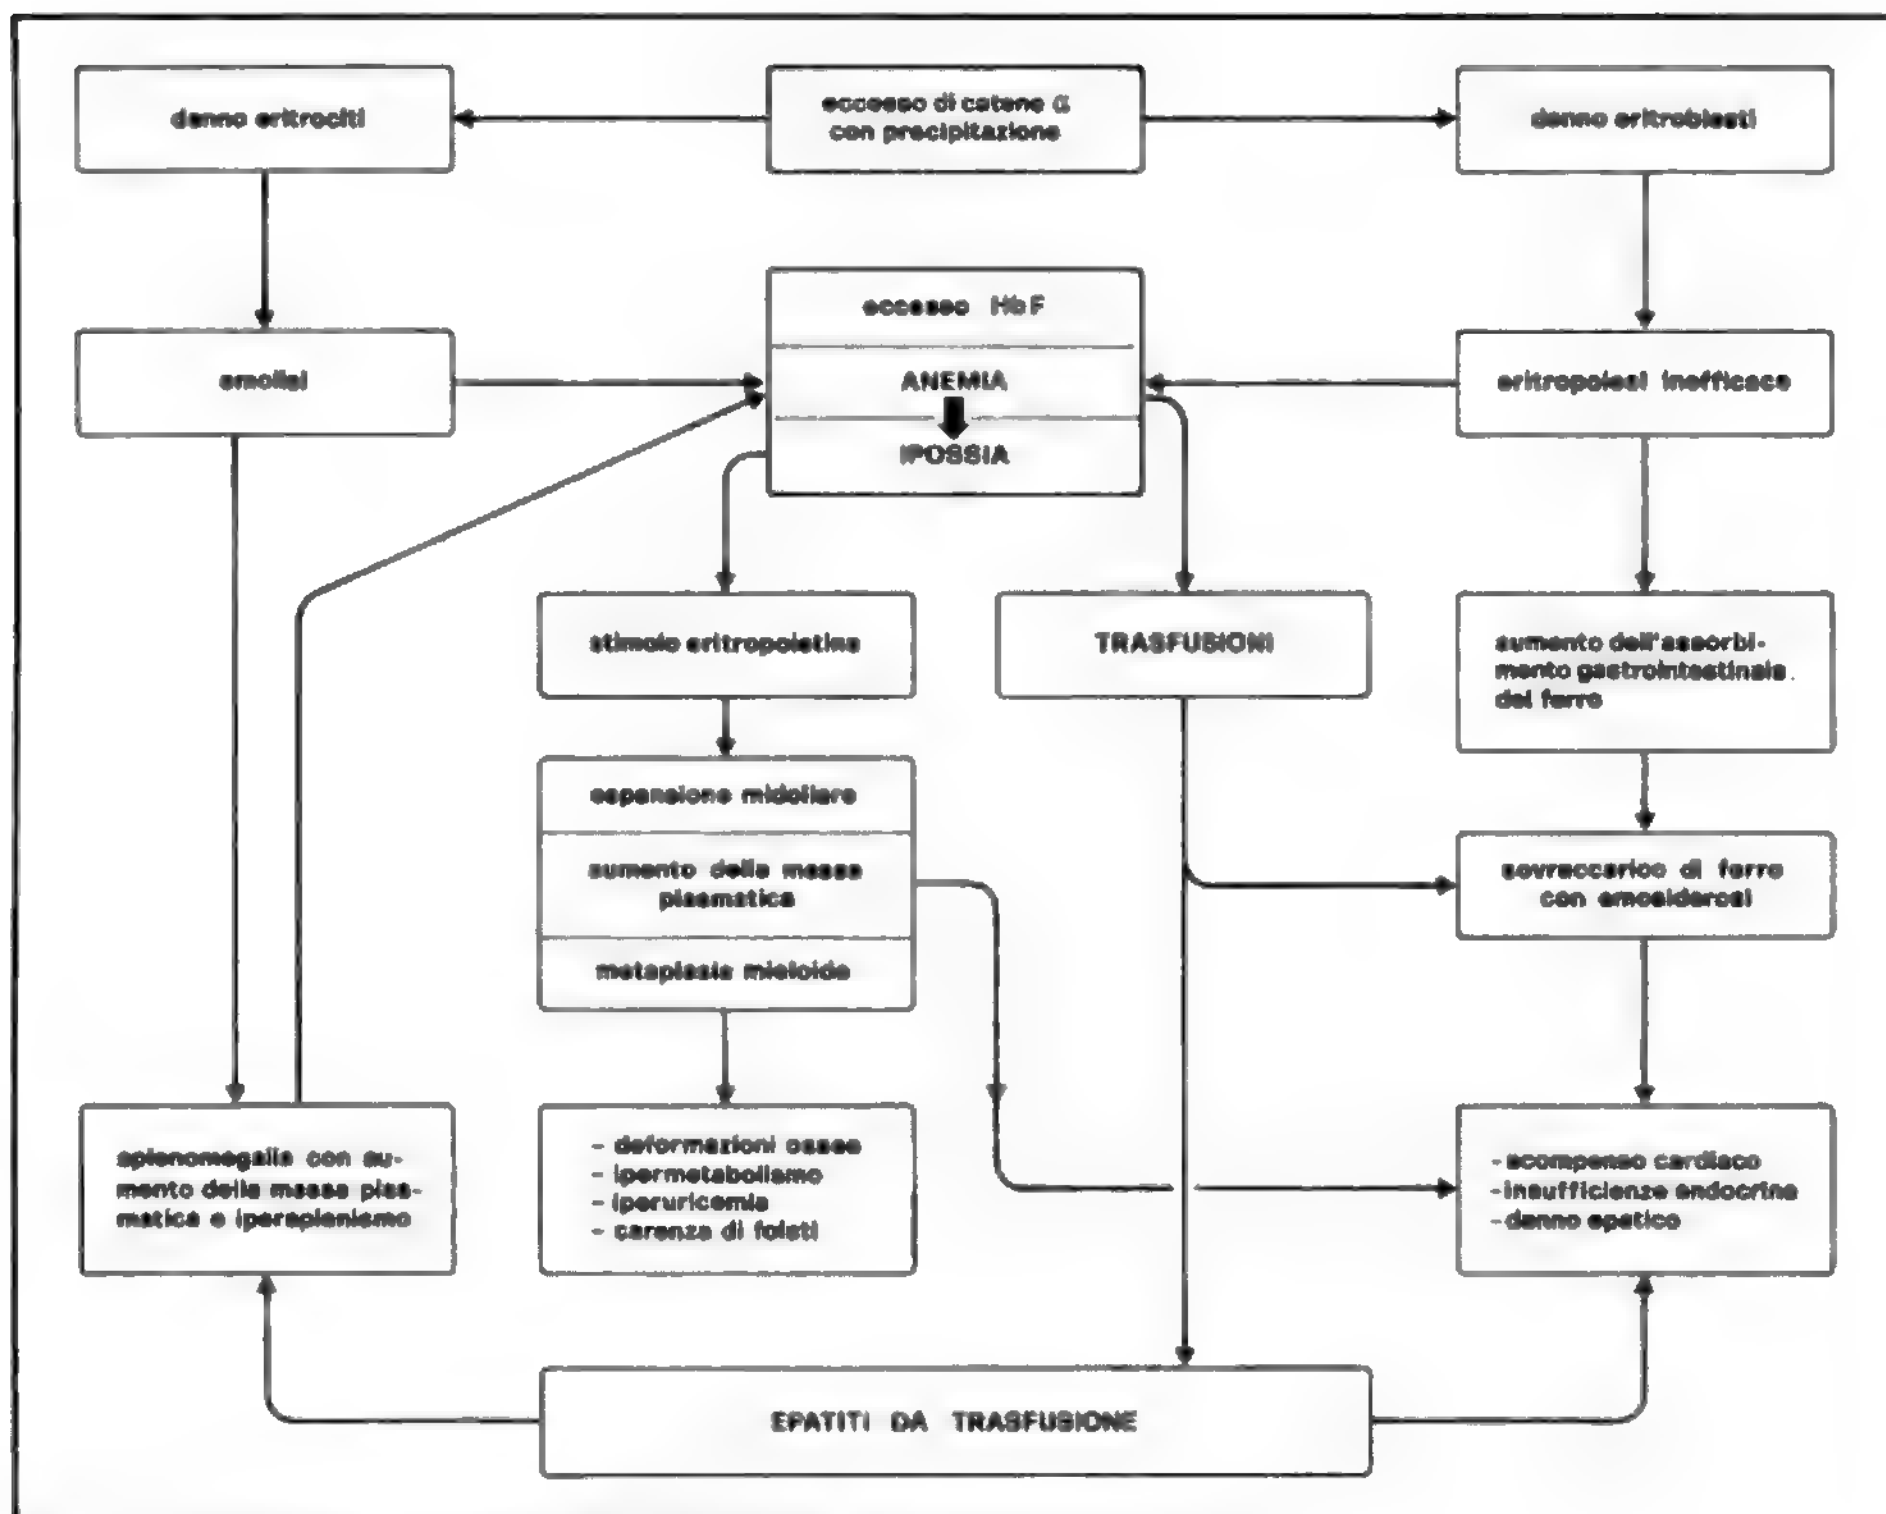 danno eritrociti
eccesso di catene α
con precipitazione
danno eritroblasti
eccesso HbF
ANEMIA
IPOSSIA
emolisi
eritropoiesi inefficace
stimolo eritropoietina
TRASFUSIONI
aumento dell'assorbi-
mento gastrointestinale
del ferro
espansione midollare
aumento della massa
plasmatica
metaplasia mieloide
sovraccarico di ferro
con emosiderosi
splenomegalia con au-
mento della massa plas-
matica e ipersplenismo
- deformazioni ossee
- ipermetabolismo
- iperuricemia
- carenza di folati
- scompenso cardiaco
- insufficienze endocrine
- danno epatico
EPATITI DA TRASFUSIONE